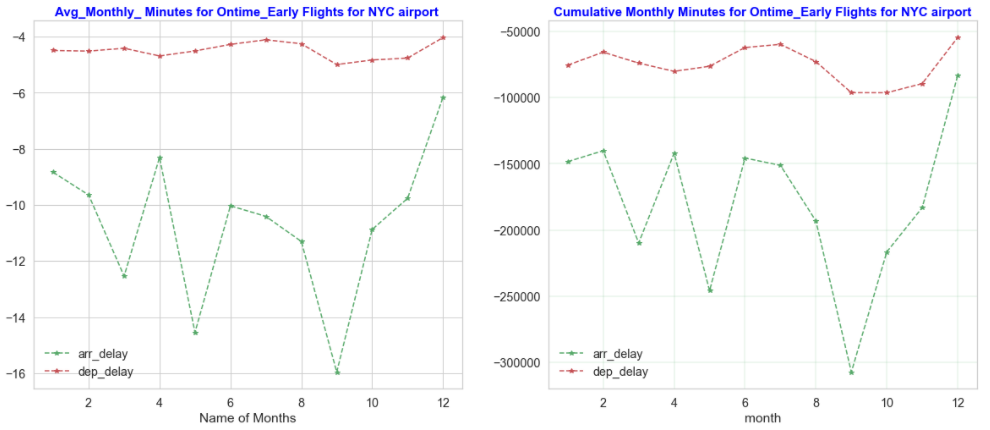 Avg_Monthly_ Minutes for Ontime_Early Flights for NYC airport
−4
−6
−8
−10
−12
−14
−16
arr_delay
dep_delay
2 4 6 8 10 12
Name of Months
Cumulative Monthly Minutes for Ontime_Early Flights for NYC airport
−50000
−100000
−150000
−200000
−250000
−300000
arr_delay
dep_delay
2 4 6 8 10 12
month